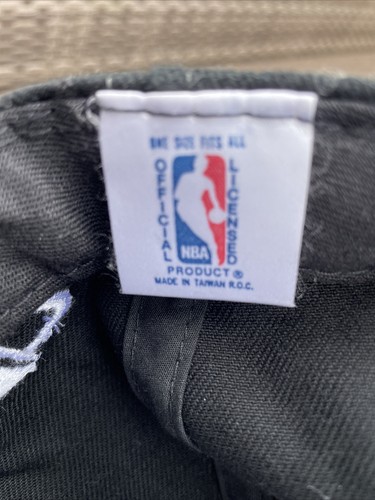 ONE SIZE FITS ALL
OFFICIAL
LICENSED
NBA
PRODUCT ®
MADE IN TAIWAN R.O.C.